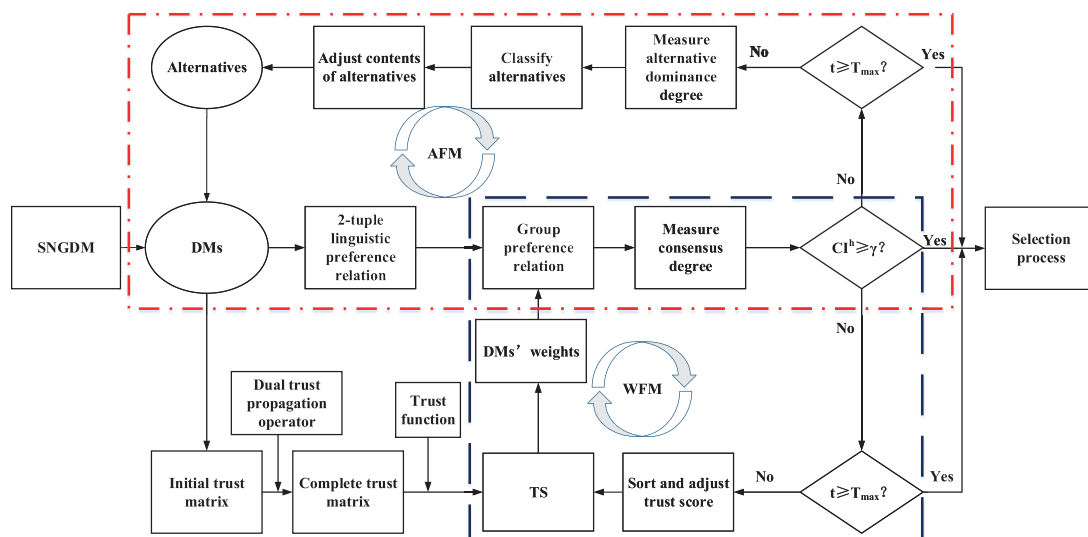 Alternatives
Adjust contents
of alternatives
Classify
alternatives
Measure
alternative
dominance
degree
No
t≥Tmax?
Yes
AFM
No
SNGDM
DMs
2-tuple
linguistic
preference
relation
Group
preference
relation
Measure
consensus
degree
CI^h≥γ?
Yes
Selection
process
No
DMs’ weights
WFM
Dual trust
propagation
operator
Trust
function
Initial trust
matrix
Complete trust
matrix
TS
Sort and adjust
trust score
No
t≥Tmax?
Yes